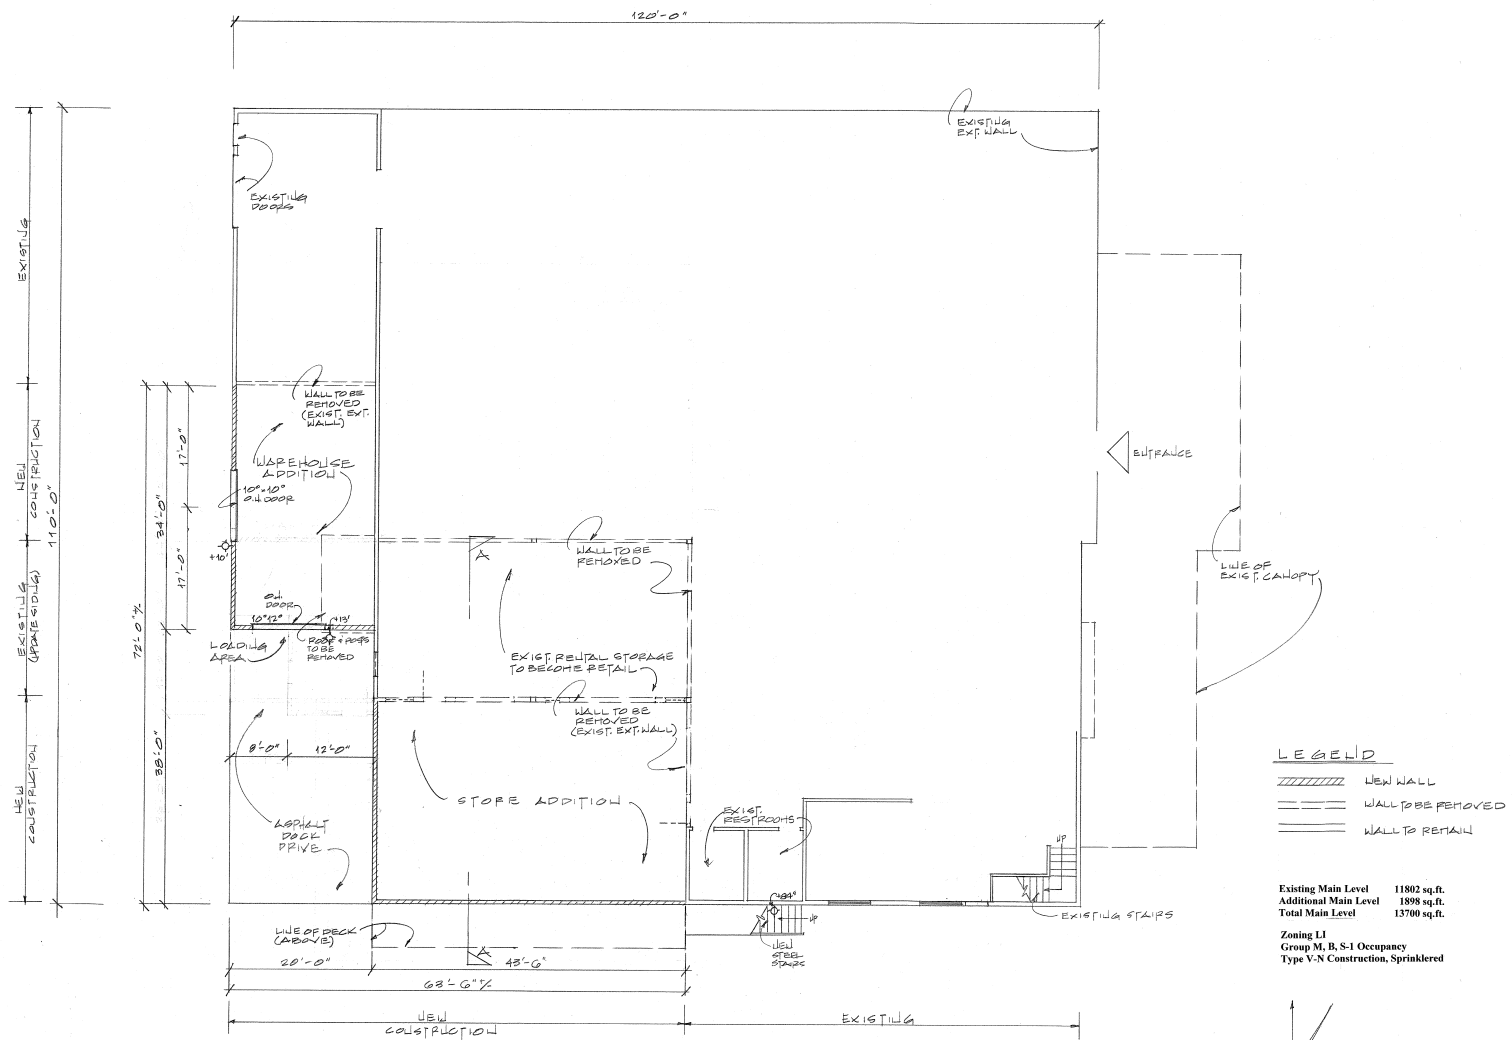 120'-0"
EXISTING
EXT. WALL
EXISTING
DOORS
EXISTING
WALL TO BE
REMOVED
(EXIST. EXT.
WALL)
NEW
CONSTRUCTION
17'-0"
WAREHOUSE
ADDITION
ENTRANCE
10⁰ˣ10⁰
O.H. DOOR
110'-0"
34'-0"
+10'
A
WALL TO BE
REMOVED
17'-0"
LINE OF
EXIST. CANOPY
EXISTING
(UPDATE SIDING)
72'-0" +/-
O.H.
DOOR
10⁰12⁰
+13'
LOADING
AREA
ROOF & POSTS
TO BE
REMOVED
EXIST. RENTAL STORAGE
TO BECOME RETAIL
WALL TO BE
REMOVED
(EXIST. EXT. WALL)
8'-0"
12'-0"
38'-0"
NEW
CONSTRUCTION
STORE ADDITION
EXIST.
RESTROOMS
ASPHALT
DOCK
DRIVE
UP
LEGEND
NEW WALL
WALL TO BE REMOVED
WALL TO REMAIN
Existing Main Level 11802 sq.ft.
Additional Main Level 1898 sq.ft.
Total Main Level 13700 sq.ft.
Zoning LI
Group M, B, S-1 Occupancy
Type V-N Construction, Sprinklered
EXISTING STAIRS
UP
LINE OF DECK
(ABOVE)
A
NEW
STEEL
STAIRS
20'-0"
43'-6"
63'-6" +/-
NEW
CONSTRUCTION
EXISTING